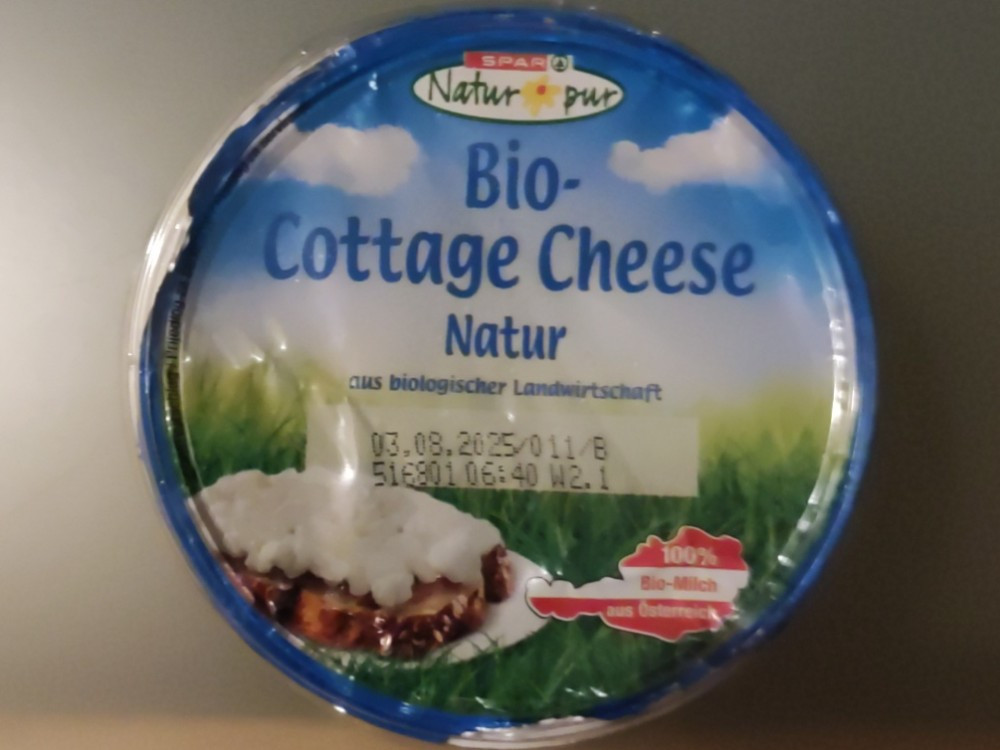 SPAR
Natur pur
Bio-
Cottage Cheese
Natur
aus biologischer Landwirtschaft
03.08.2025/011/B
516801 06:40 W2.1
100%
Bio-Milch
aus Österreich